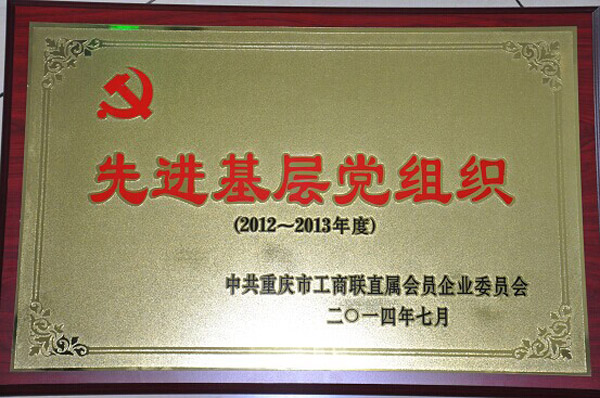 先进基层党组织
(2012～2013年度)
中共重庆市工商联直属会员企业委员会
二〇一四年七月